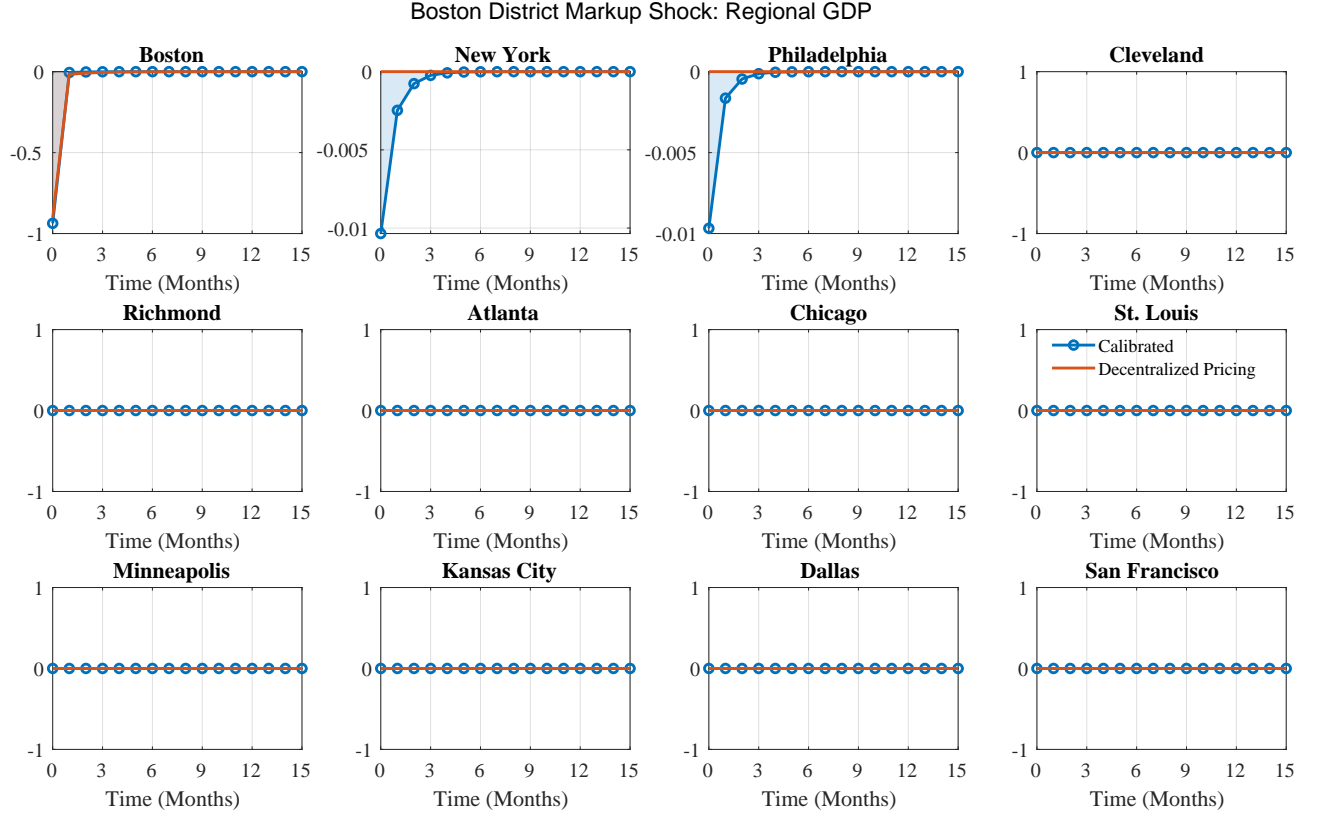 Boston District Markup Shock: Regional GDP
Boston
0
-0.5
-1
0 3 6 9 12 15
Time (Months)
New York
0
-0.005
-0.01
0 3 6 9 12 15
Time (Months)
Philadelphia
0
-0.005
-0.01
0 3 6 9 12 15
Time (Months)
Cleveland
1
0
-1
0 3 6 9 12 15
Time (Months)
Richmond
1
0
-1
0 3 6 9 12 15
Time (Months)
Atlanta
1
0
-1
0 3 6 9 12 15
Time (Months)
Chicago
1
0
-1
0 3 6 9 12 15
Time (Months)
St. Louis
1
Calibrated
Decentralized Pricing
0
-1
0 3 6 9 12 15
Time (Months)
Minneapolis
1
0
-1
0 3 6 9 12 15
Time (Months)
Kansas City
1
0
-1
0 3 6 9 12 15
Time (Months)
Dallas
1
0
-1
0 3 6 9 12 15
Time (Months)
San Francisco
1
0
-1
0 3 6 9 12 15
Time (Months)